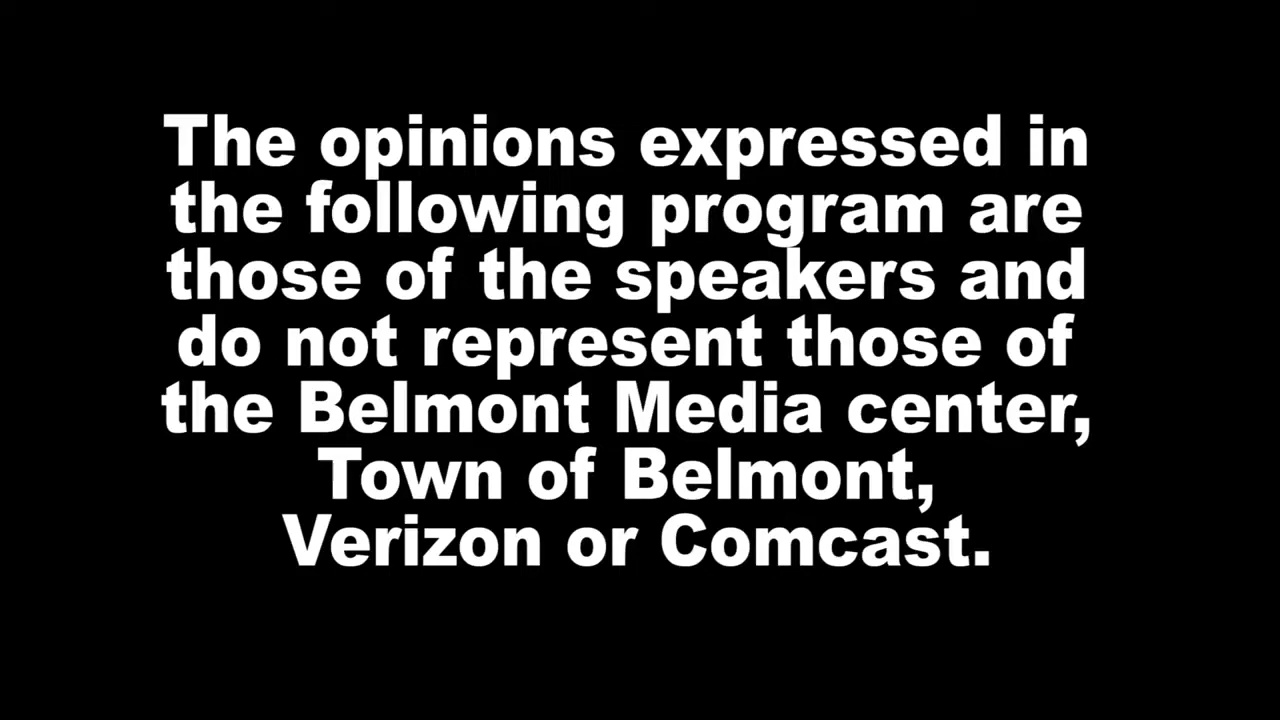 The opinions expressed in
the following program are
those of the speakers and
do not represent those of
the Belmont Media center,
Town of Belmont,
Verizon or Comcast.